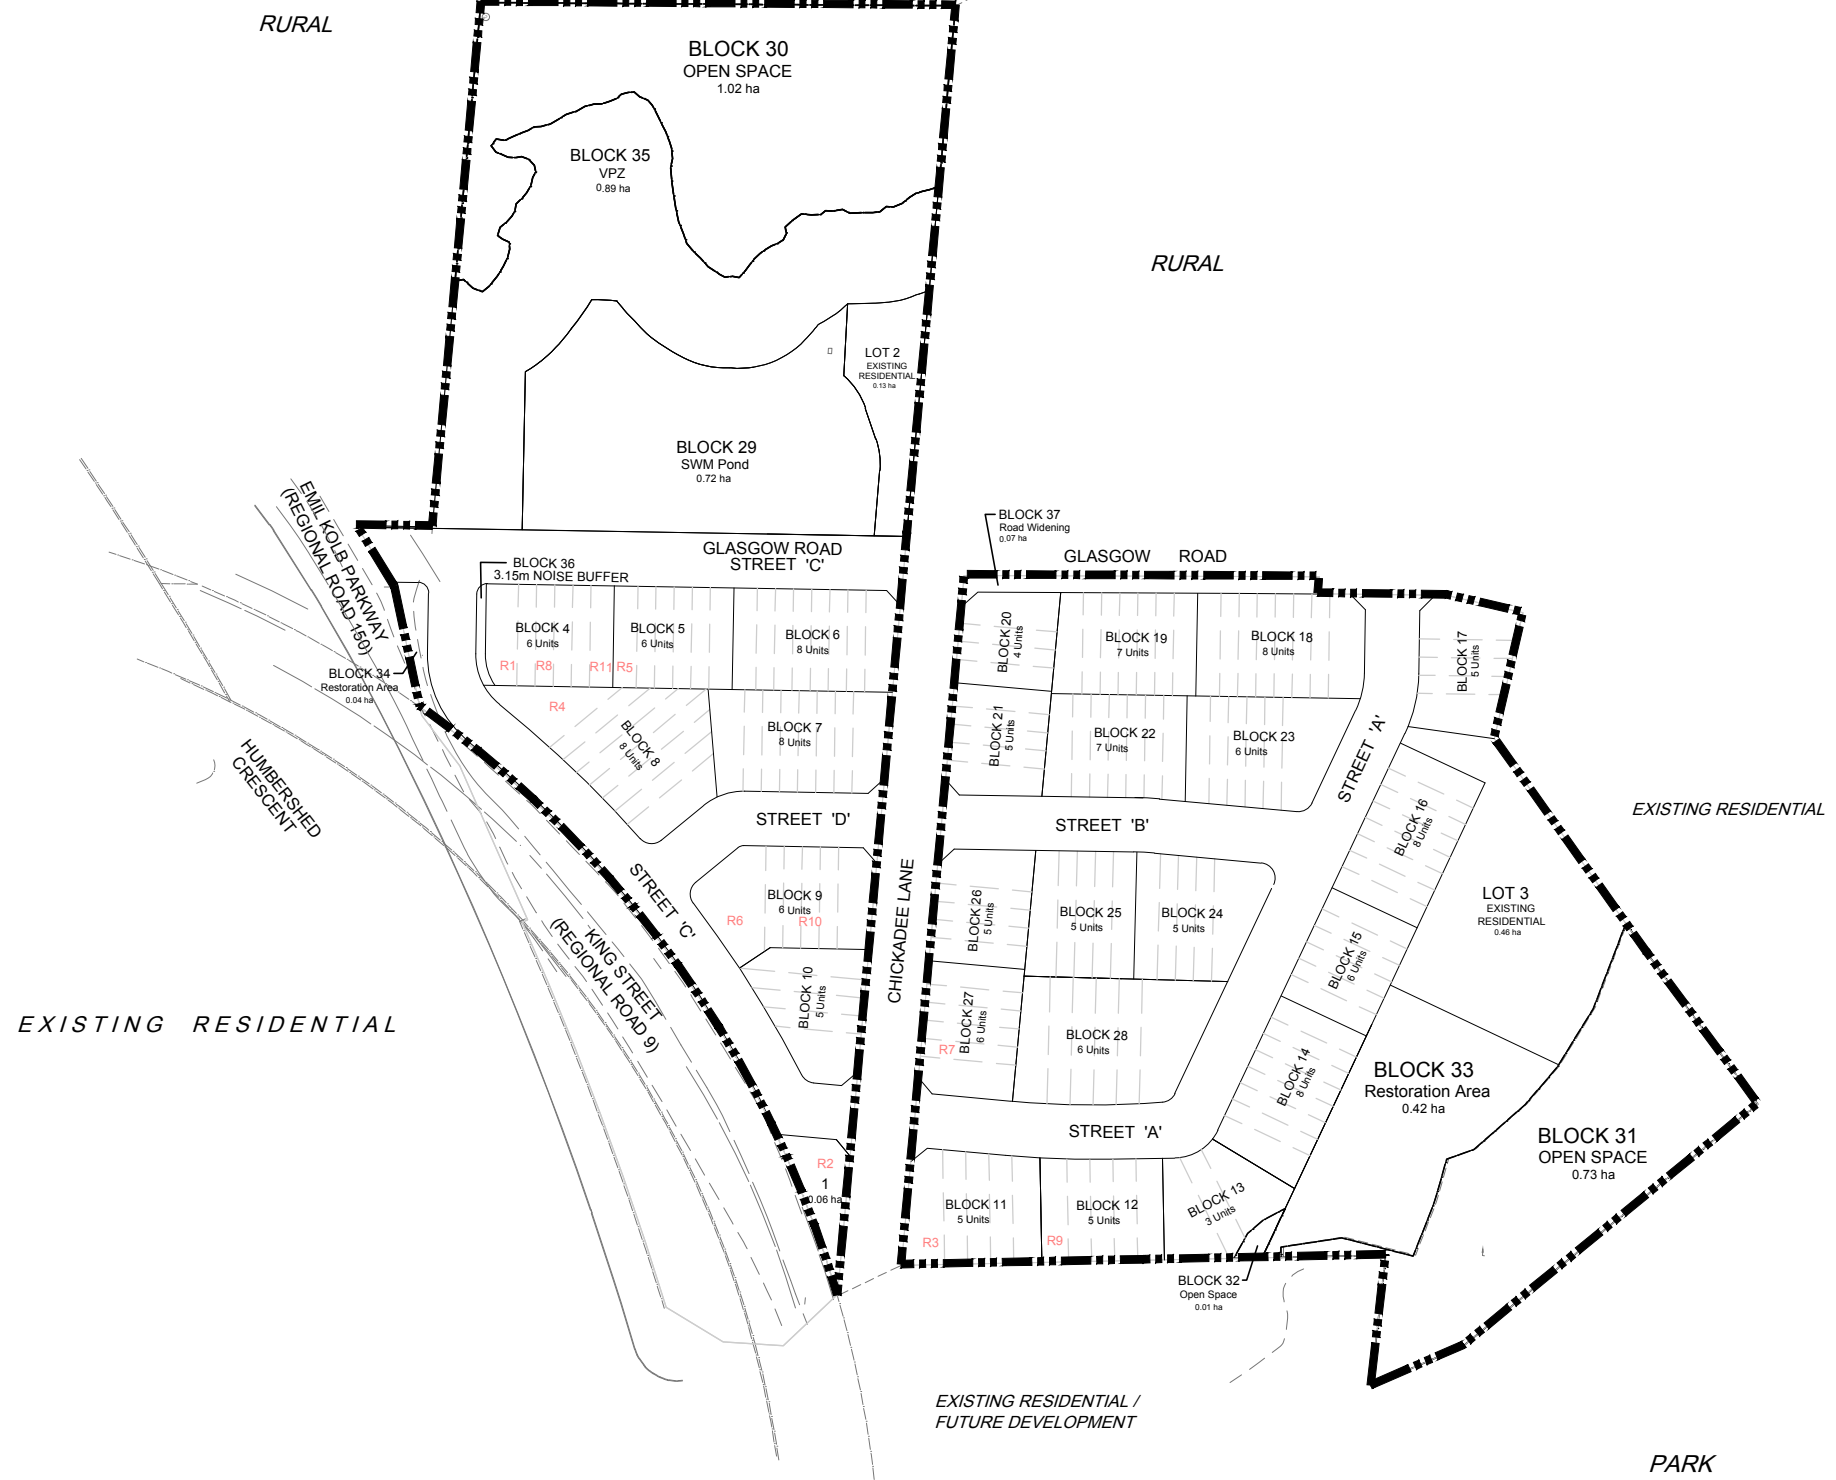 RURAL
BLOCK 30
OPEN SPACE
1.02 ha
BLOCK 35
VPZ
0.89 ha
RURAL
LOT 2
EXISTING
RESIDENTIAL
0.13 ha
BLOCK 29
SWM Pond
0.72 ha
EMIL KOLB PARKWAY
(REGIONAL ROAD 150)
BLOCK 37
Road Widening
0.07 ha
GLASGOW ROAD
STREET 'C'
GLASGOW ROAD
BLOCK 36
3.15m NOISE BUFFER
BLOCK 4
6 Units
R1 R8 R11
BLOCK 5
6 Units
R5
BLOCK 6
8 Units
BLOCK 20
4 Units
BLOCK 19
7 Units
BLOCK 18
8 Units
BLOCK 17
5 Units
BLOCK 34
Restoration Area
0.04 ha
R4
BLOCK 8
8 Units
BLOCK 7
8 Units
BLOCK 21
5 Units
BLOCK 22
7 Units
BLOCK 23
6 Units
STREET 'A'
HUMBERSHED
CRESCENT
STREET 'D'
STREET 'B'
BLOCK 16
8 Units
EXISTING RESIDENTIAL
STREET 'C'
BLOCK 9
6 Units
R6 R10
CHICKADEE LANE
BLOCK 26
5 Units
BLOCK 25
5 Units
BLOCK 24
5 Units
BLOCK 15
6 Units
LOT 3
EXISTING
RESIDENTIAL
0.46 ha
KING STREET
(REGIONAL ROAD 9)
BLOCK 10
5 Units
BLOCK 27
6 Units
R7
BLOCK 28
6 Units
EXISTING RESIDENTIAL
BLOCK 14
8 Units
BLOCK 33
Restoration Area
0.42 ha
STREET 'A'
BLOCK 31
OPEN SPACE
0.73 ha
R2
1
0.06 ha
BLOCK 11
5 Units
R3
BLOCK 12
5 Units
R9
BLOCK 13
3 Units
BLOCK 32
Open Space
0.01 ha
EXISTING RESIDENTIAL /
FUTURE DEVELOPMENT
PARK